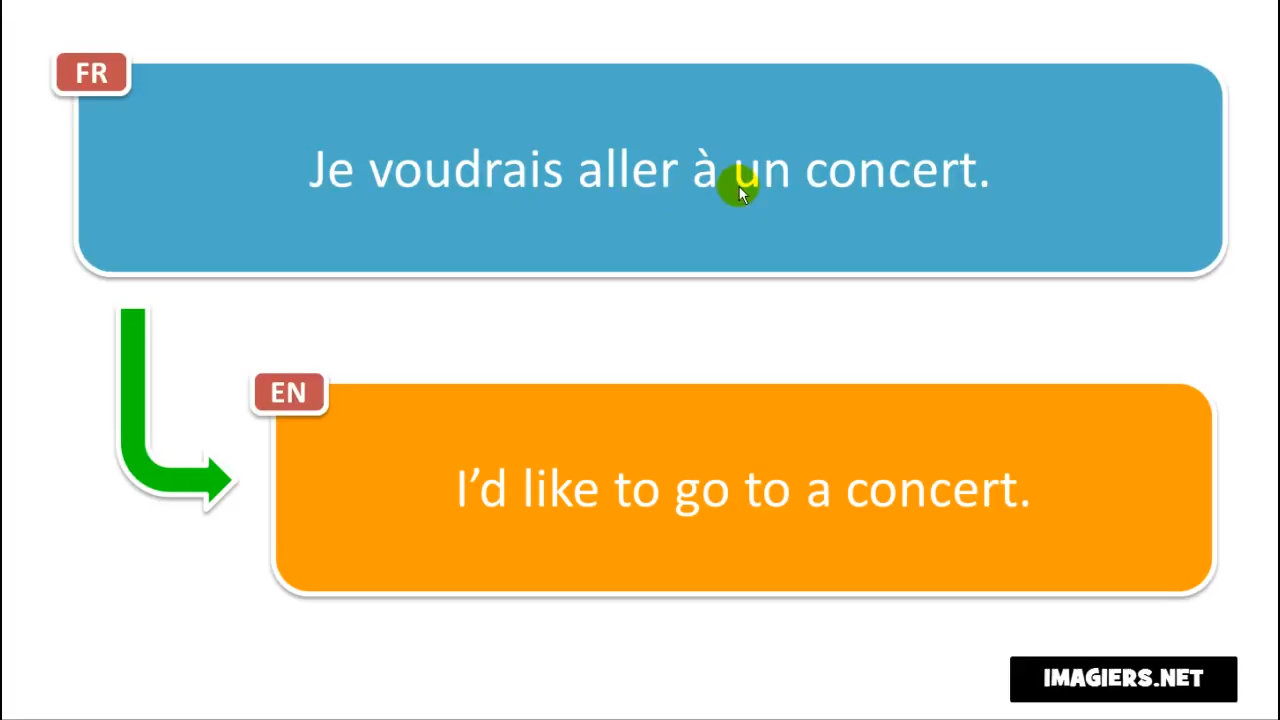 FR
Je voudrais aller à un concert.
EN
I’d like to go to a concert.
IMAGIERS.NET